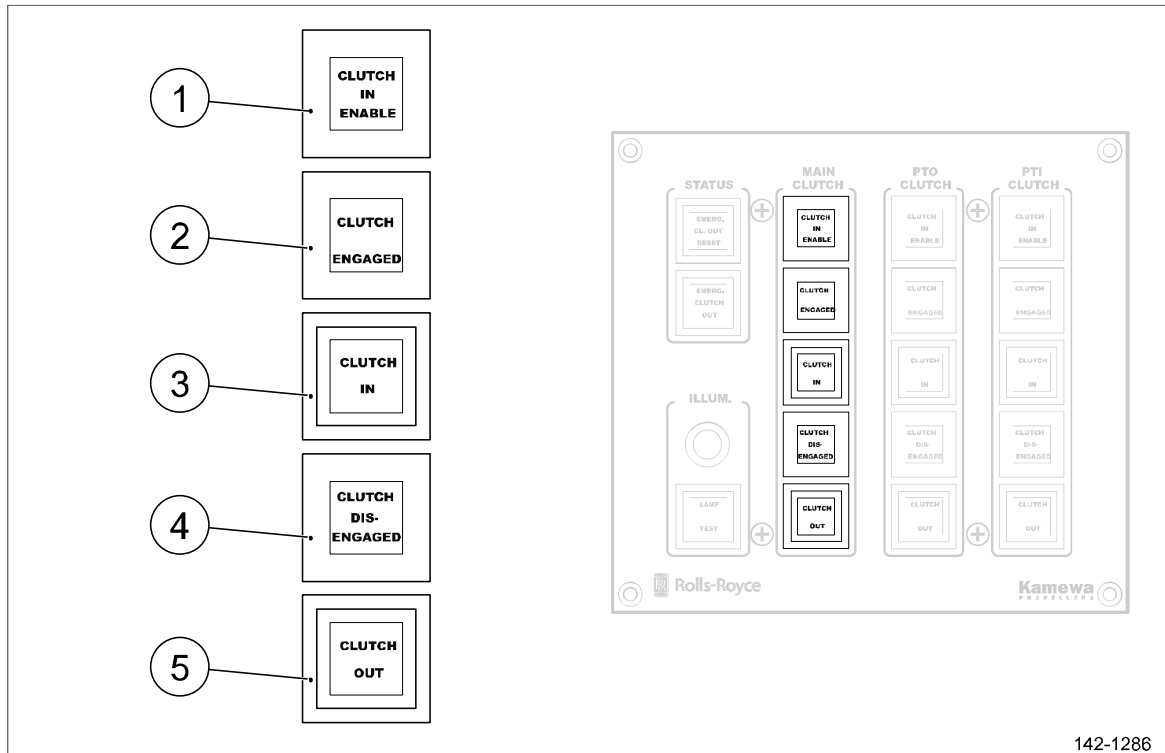 1
CLUTCH
IN
ENABLE
2
CLUTCH
ENGAGED
3
CLUTCH
IN
4
CLUTCH
DIS-
ENGAGED
5
CLUTCH
OUT
STATUS
EMERG.
CL. OUT
RESET
EMERG.
CLUTCH
OUT
ILLUM.
LAMP
TEST
MAIN
CLUTCH
CLUTCH
IN
ENABLE
CLUTCH
ENGAGED
CLUTCH
IN
CLUTCH
DIS-
ENGAGED
CLUTCH
OUT
PTO
CLUTCH
CLUTCH
IN
ENABLE
CLUTCH
ENGAGED
CLUTCH
IN
CLUTCH
DIS-
ENGAGED
CLUTCH
OUT
PTI
CLUTCH
CLUTCH
IN
ENABLE
CLUTCH
ENGAGED
CLUTCH
IN
CLUTCH
DIS-
ENGAGED
CLUTCH
OUT
Rolls-Royce
Kamewa
PROPELLERS
142-1286